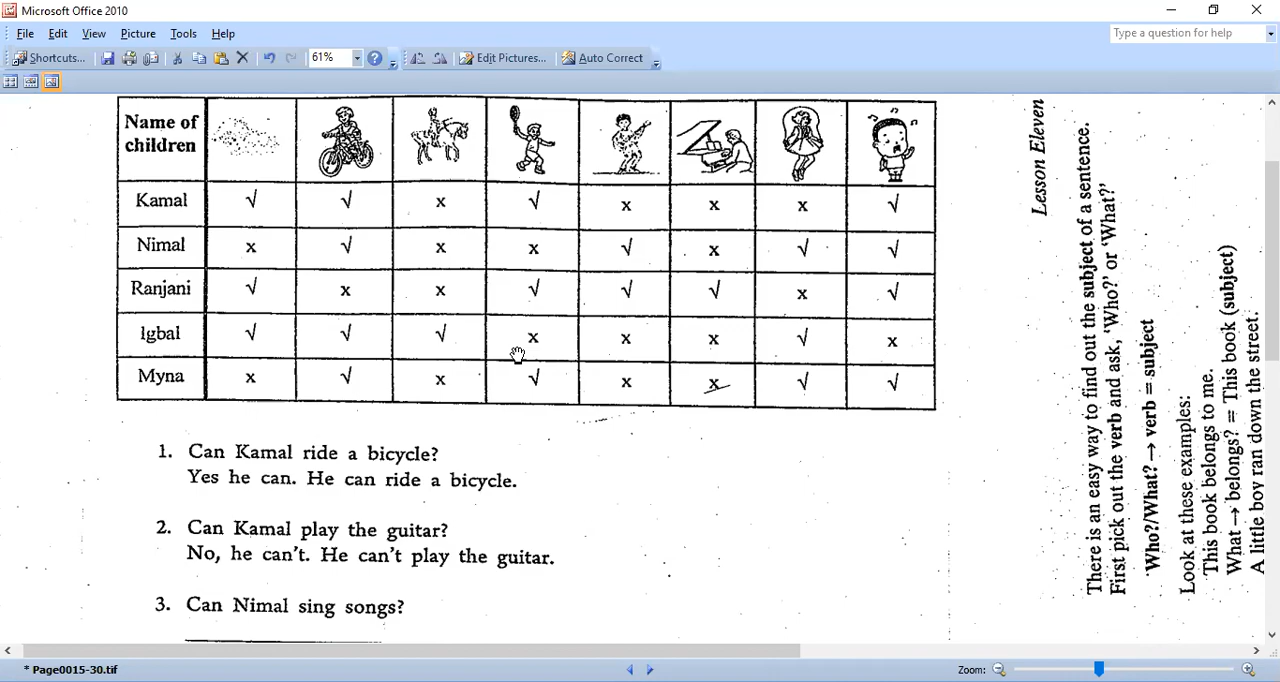 Microsoft Office 2010
File Edit View Picture Tools Help
Type a question for help
Shortcuts... 61% Edit Pictures... Auto Correct
Name of children
Kamal √ √ x √ x x x √
Nimal x √ x x √ x √ √
Ranjani √ x x √ √ √ x √
Igbal √ √ √ x x x √ x
Myna x √ x √ x x √ √
1. Can Kamal ride a bicycle?
Yes he can. He can ride a bicycle.
2. Can Kamal play the guitar?
No, he can't. He can't play the guitar.
3. Can Nimal sing songs?
Lesson Eleven
There is an easy way to find out the subject of a sentence.
First pick out the verb and ask, 'Who?' or 'What?'
Who?/What? → verb = subject
Look at these examples:
This book belongs to me.
What → belongs? = This book (subject)
A little boy ran down the street.
* Page0015-30.tif
Zoom: